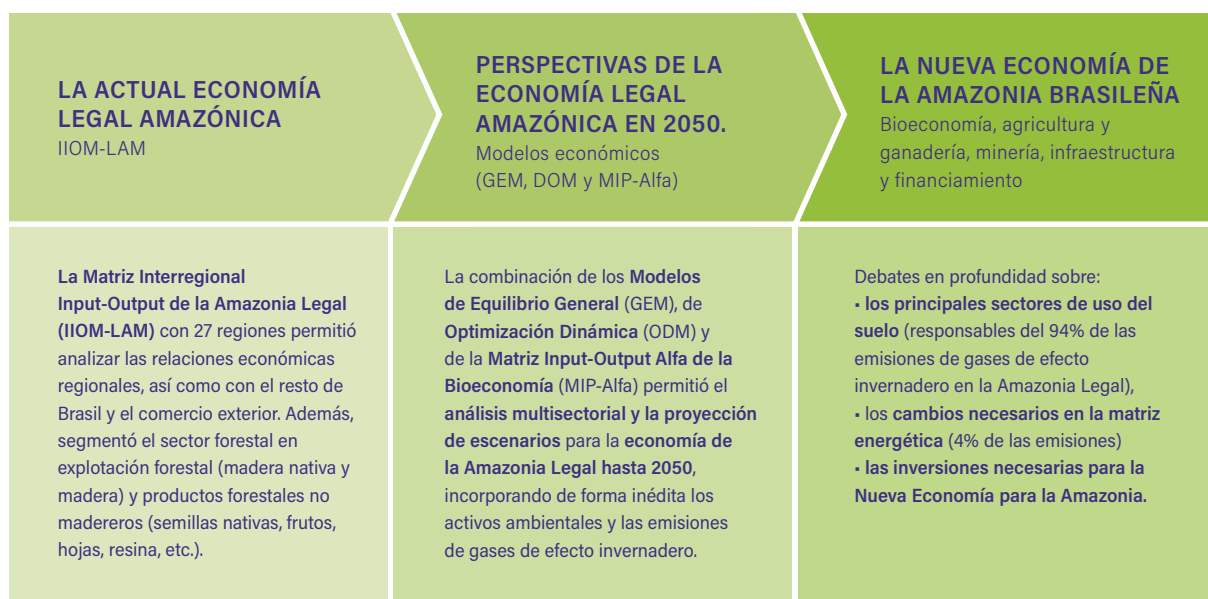 LA ACTUAL ECONOMÍA
LEGAL AMAZÓNICA
IIOM-LAM
PERSPECTIVAS DE LA
ECONOMÍA LEGAL
AMAZÓNICA EN 2050.
Modelos económicos
(GEM, DOM y MIP-Alfa)
LA NUEVA ECONOMÍA DE
LA AMAZONIA BRASILEÑA
Bioeconomía, agricultura y
ganadería, minería, infraestructura
y financiamiento
La Matriz Interregional
Input-Output de la Amazonia Legal
(IIOM-LAM) con 27 regiones permitió
analizar las relaciones económicas
regionales, así como con el resto de
Brasil y el comercio exterior. Además,
segmentó el sector forestal en
explotación forestal (madera nativa y
madera) y productos forestales no
madereros (semillas nativas, frutos,
hojas, resina, etc.).
La combinación de los Modelos
de Equilibrio General (GEM), de
Optimización Dinámica (ODM) y
de la Matriz Input-Output Alfa de la
Bioeconomía (MIP-Alfa) permitió el
análisis multisectorial y la proyección
de escenarios para la economía de
la Amazonia Legal hasta 2050,
incorporando de forma inédita los
activos ambientales y las emisiones
de gases de efecto invernadero.
Debates en profundidad sobre:
• los principales sectores de uso del
suelo (responsables del 94% de las
emisiones de gases de efecto
invernadero en la Amazonia Legal),
• los cambios necesarios en la matriz
energética (4% de las emisiones)
• las inversiones necesarias para la
Nueva Economía para la Amazonia.